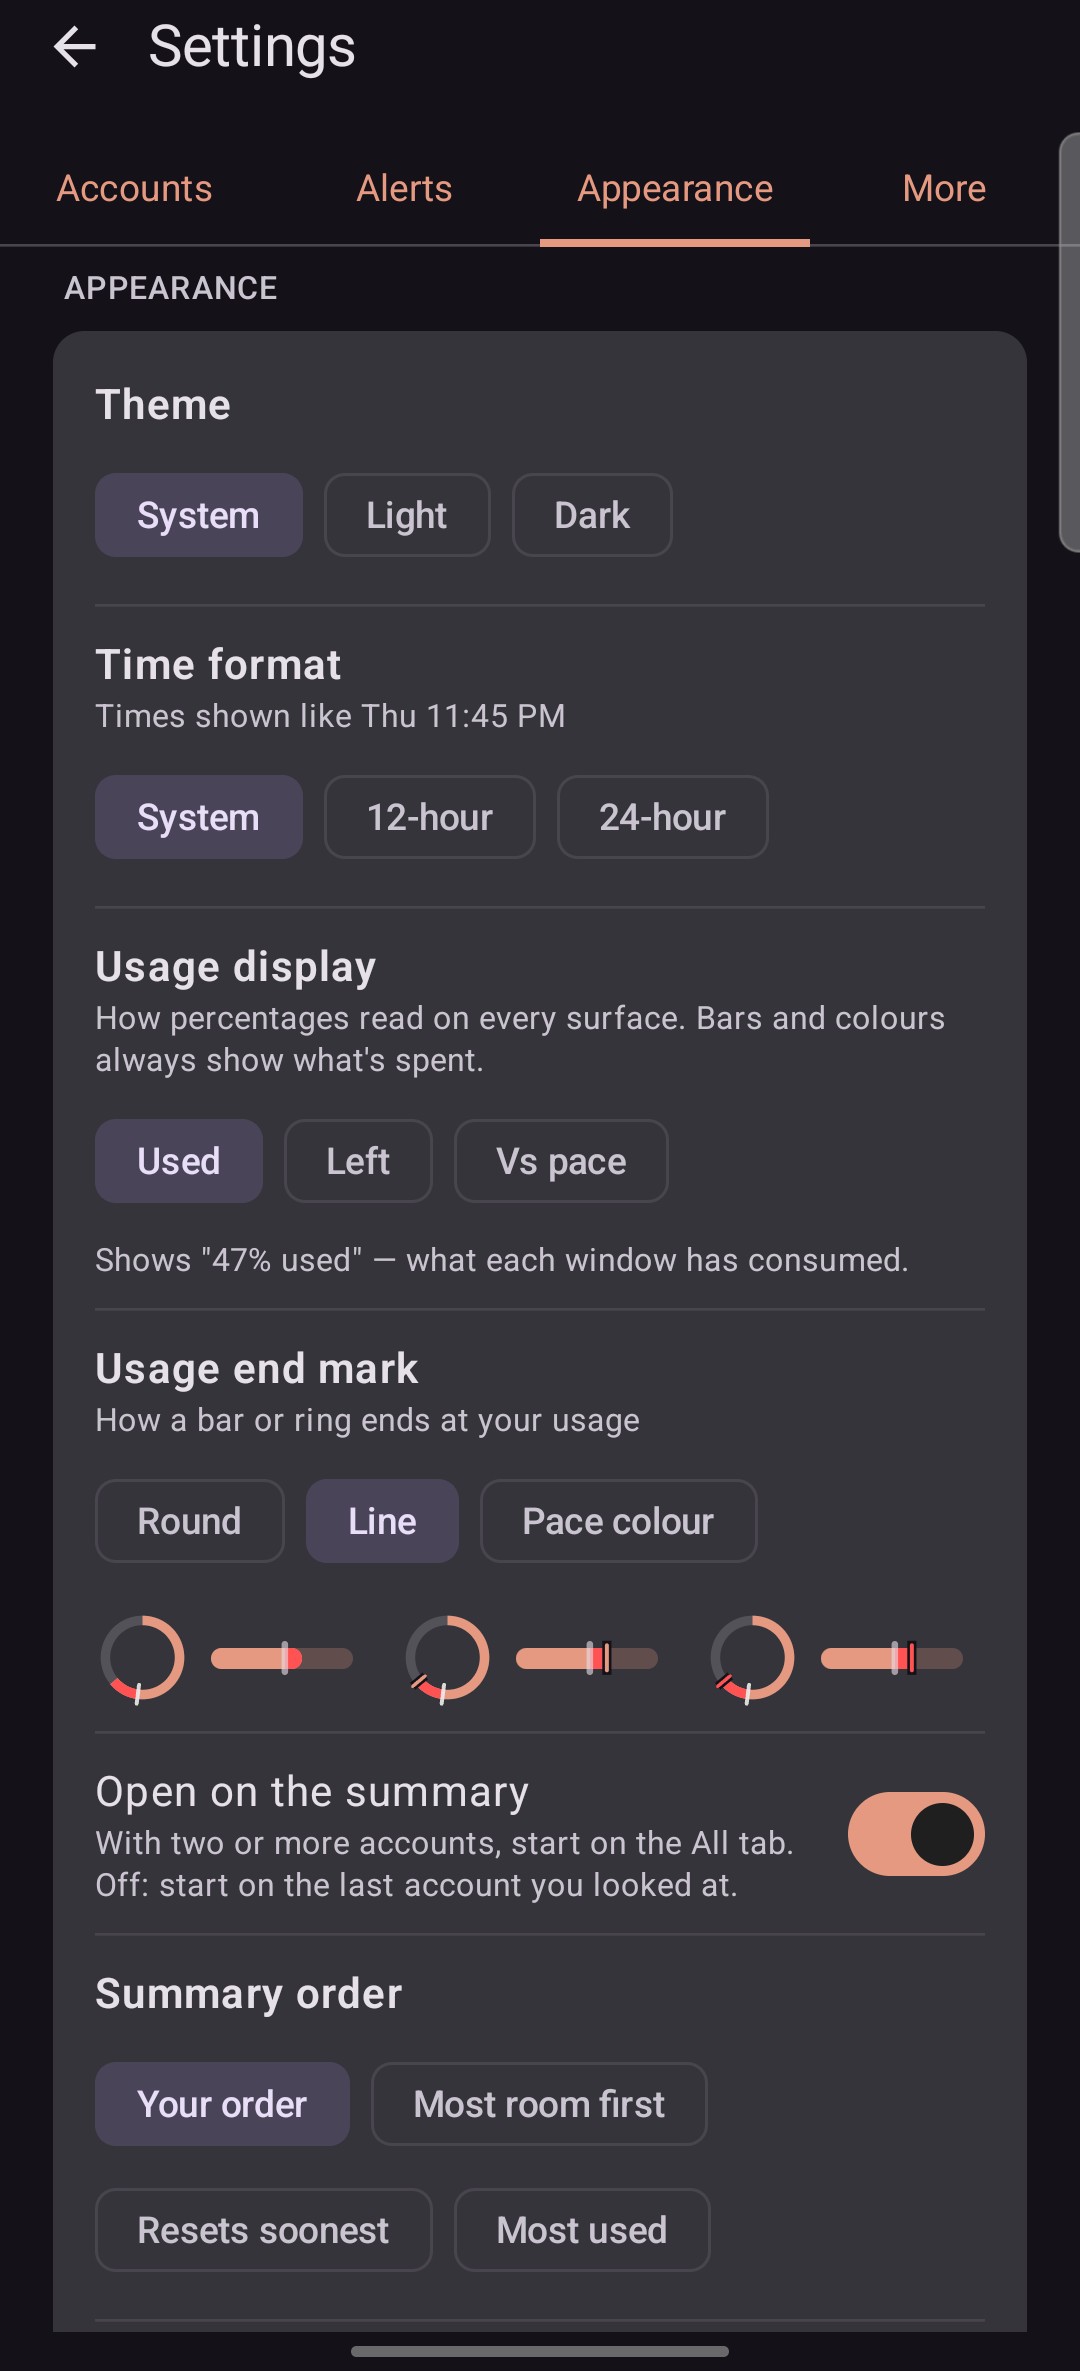 Settings
Accounts Alerts Appearance More
APPEARANCE
Theme
System Light Dark
Time format
Times shown like Thu 11:45 PM
System 12-hour 24-hour
Usage display
How percentages read on every surface. Bars and colours
always show what's spent.
Used Left Vs pace
Shows "47% used" — what each window has consumed.
Usage end mark
How a bar or ring ends at your usage
Round Line Pace colour
Open on the summary
With two or more accounts, start on the All tab.
Off: start on the last account you looked at.
Summary order
Your order Most room first
Resets soonest Most used